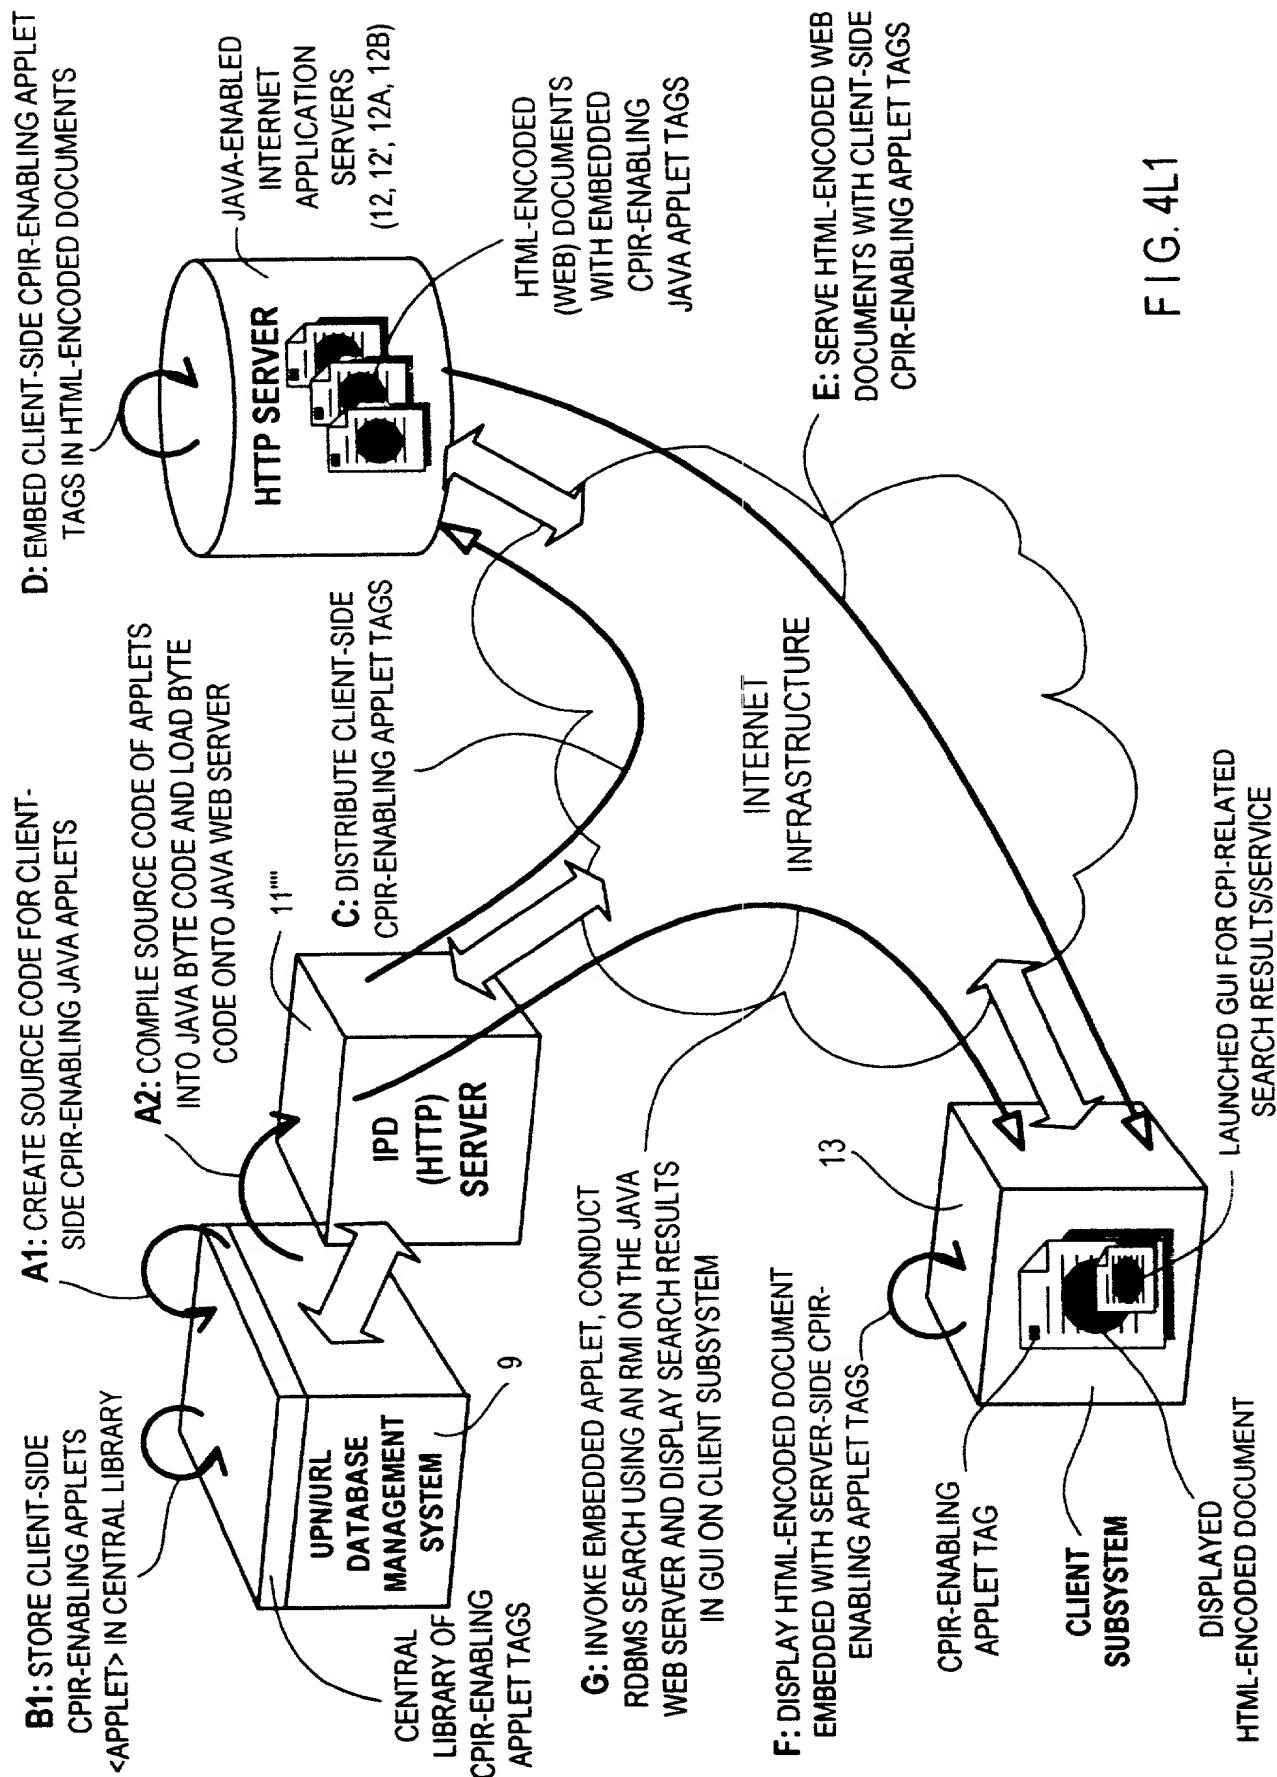 B1: STORE CLIENT-SIDE
CPIR-ENABLING APPLETS
<APPLET> IN CENTRAL LIBRARY
A1: CREATE SOURCE CODE FOR CLIENT-
SIDE CPIR-ENABLING JAVA APPLETS
A2: COMPILE SOURCE CODE OF APPLETS
INTO JAVA BYTE CODE AND LOAD BYTE
CODE ONTO JAVA WEB SERVER
D: EMBED CLIENT-SIDE CPIR-ENABLING APPLET
TAGS IN HTML-ENCODED DOCUMENTS
JAVA-ENABLED
INTERNET
APPLICATION
SERVERS
(12, 12', 12A, 12B)
HTTP SERVER
11""
C: DISTRIBUTE CLIENT-SIDE
CPIR-ENABLING APPLET TAGS
HTML-ENCODED
(WEB) DOCUMENTS
WITH EMBEDDED
CPIR-ENABLING
JAVA APPLET TAGS
UPN/URL
DATABASE
MANAGEMENT
SYSTEM
IPD
(HTTP)
SERVER
9
CENTRAL
LIBRARY OF
CPIR-ENABLING
APPLET TAGS
G: INVOKE EMBEDDED APPLET, CONDUCT
RDBMS SEARCH USING AN RMI ON THE JAVA
WEB SERVER AND DISPLAY SEARCH RESULTS
IN GUI ON CLIENT SUBSYSTEM
INTERNET
INFRASTRUCTURE
E: SERVE HTML-ENCODED WEB
DOCUMENTS WITH CLIENT-SIDE
CPIR-ENABLING APPLET TAGS
F: DISPLAY HTML-ENCODED DOCUMENT
EMBEDDED WITH SERVER-SIDE CPIR-
ENABLING APPLET TAGS
13
CPIR-ENABLING
APPLET TAG
CLIENT
SUBSYSTEM
DISPLAYED
HTML-ENCODED DOCUMENT
LAUNCHED GUI FOR CPI-RELATED
SEARCH RESULTS/SERVICE
FIG. 4L1